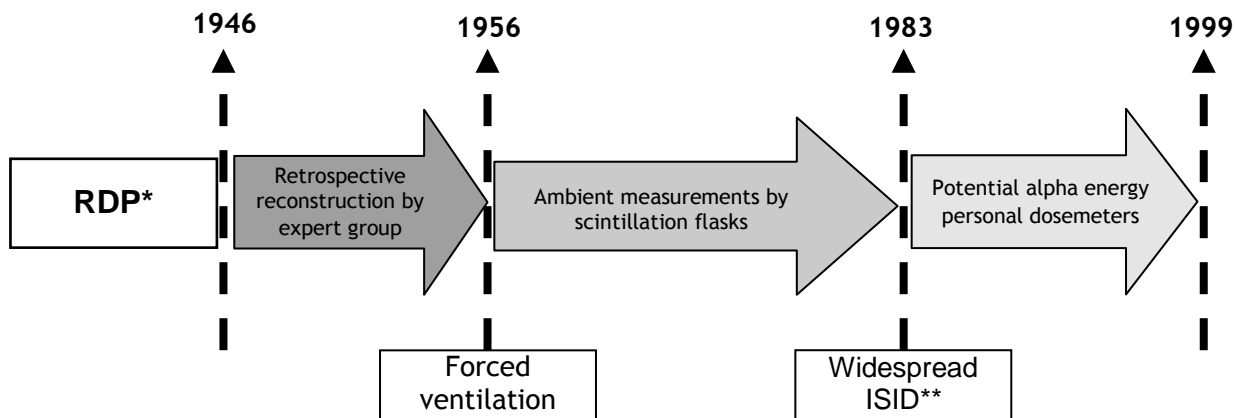 1946
1956
1983
1999
RDP*
Retrospective
reconstruction by
expert group
Ambient measurements by
scintillation flasks
Potential alpha energy
personal dosemeters
Forced
ventilation
Widespread
ISID**